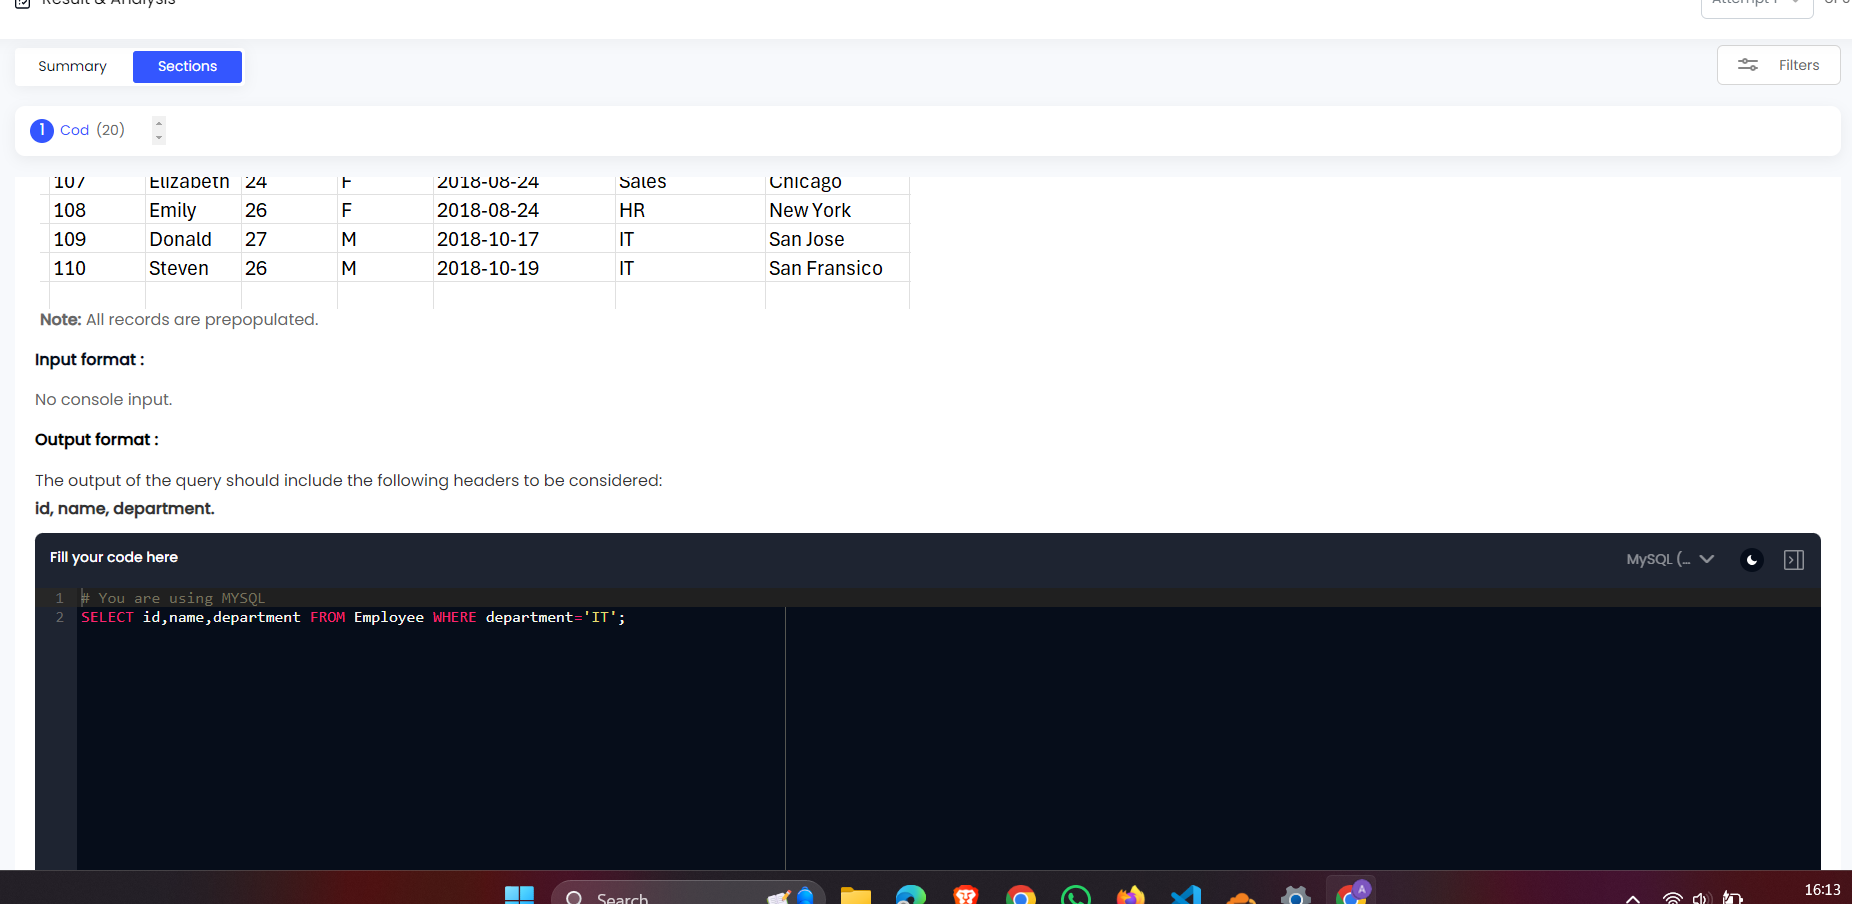 Result & Analysis
Attempt 1
Summary
Sections
Filters
1 Cod (20)
107 Elizabeth 24 F 2018-08-24 Sales Chicago
108 Emily 26 F 2018-08-24 HR New York
109 Donald 27 M 2018-10-17 IT San Jose
110 Steven 26 M 2018-10-19 IT San Fransico
Note: All records are prepopulated.
Input format :
No console input.
Output format :
The output of the query should include the following headers to be considered:
id, name, department.
Fill your code here
MySQL (...
1 # You are using MYSQL
2 SELECT id,name,department FROM Employee WHERE department='IT';
Search
A
16:13